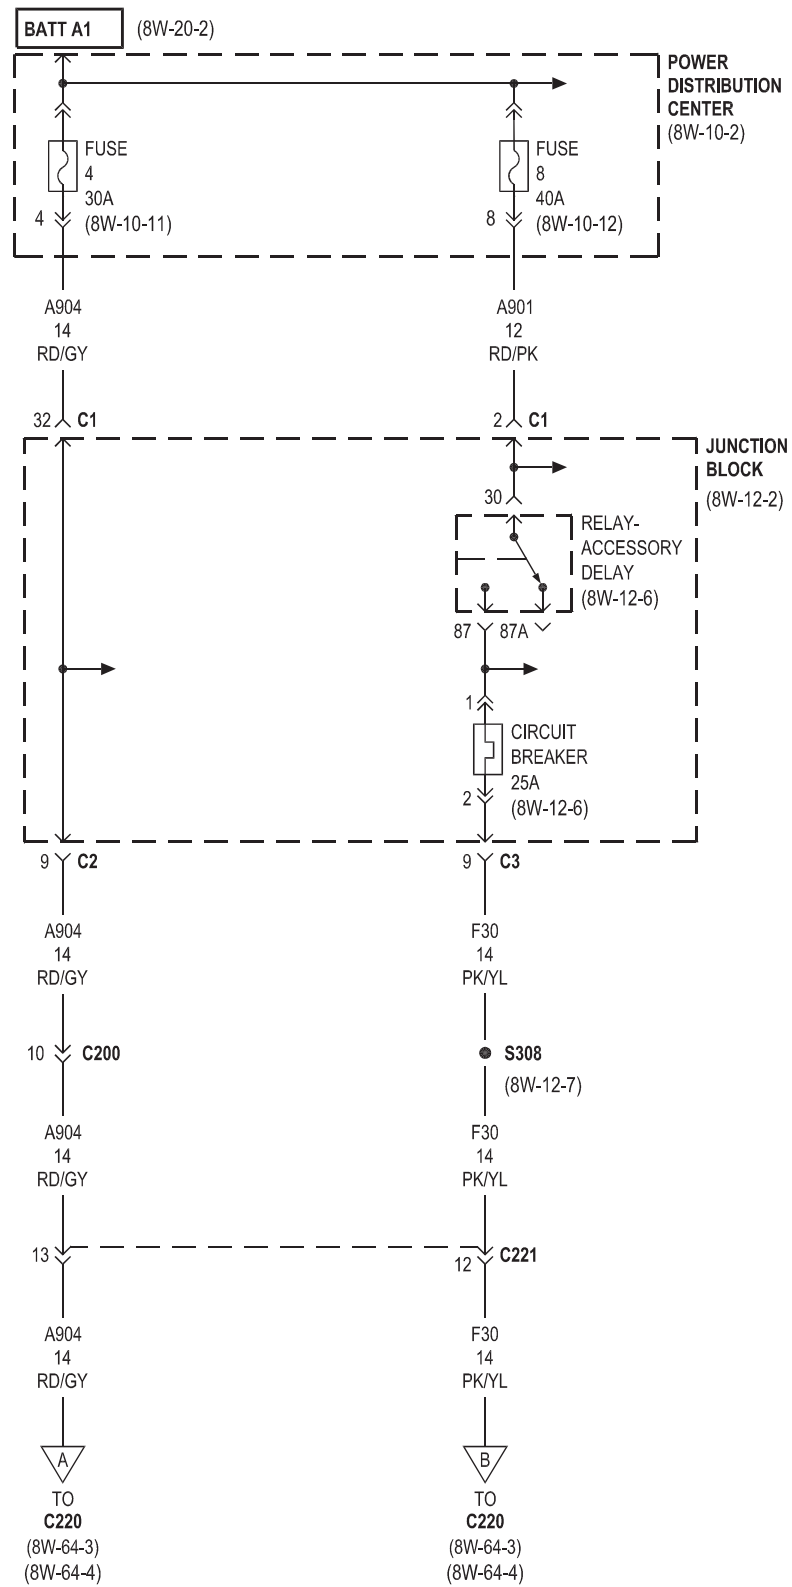 BATT A1 (8W-20-2)
POWER
DISTRIBUTION
CENTER
(8W-10-2)
FUSE
4
30A
(8W-10-11)
4
FUSE
8
40A
(8W-10-12)
8
A904
14
RD/GY
A901
12
RD/PK
32 C1
2 C1
JUNCTION
BLOCK
(8W-12-2)
30
RELAY-
ACCESSORY
DELAY
(8W-12-6)
87 87A
1
CIRCUIT
BREAKER
25A
(8W-12-6)
2
9 C2
9 C3
A904
14
RD/GY
F30
14
PK/YL
10 C200
S308
(8W-12-7)
A904
14
RD/GY
F30
14
PK/YL
13
12 C221
A904
14
RD/GY
F30
14
PK/YL
A
TO
C220
(8W-64-3)
(8W-64-4)
B
TO
C220
(8W-64-3)
(8W-64-4)